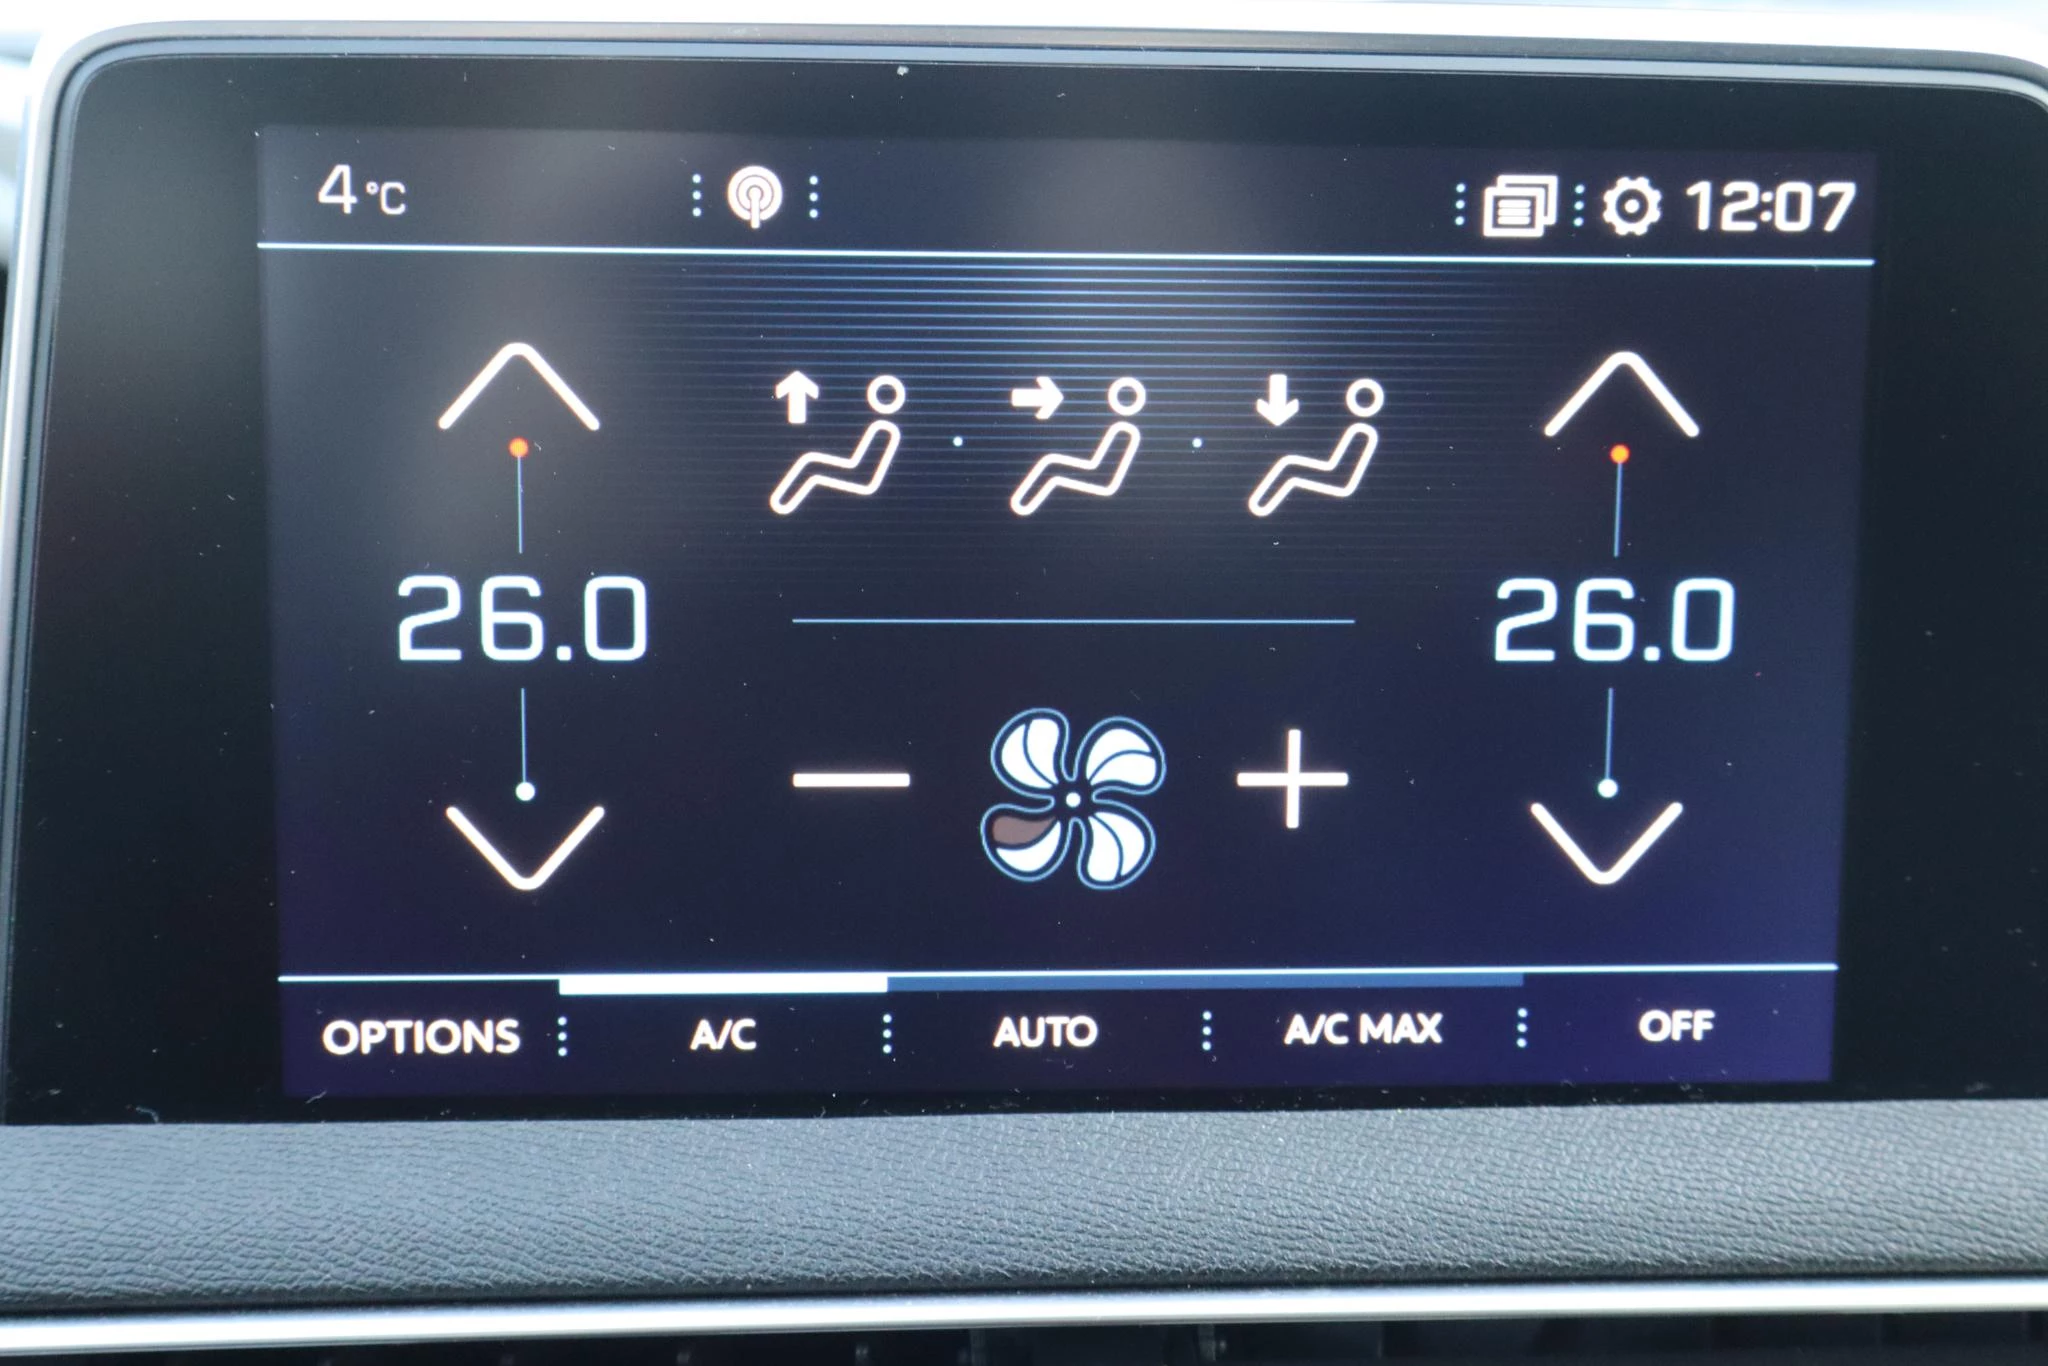 4 °C 12:07
26.0 26.0
OPTIONS A/C AUTO A/C MAX OFF